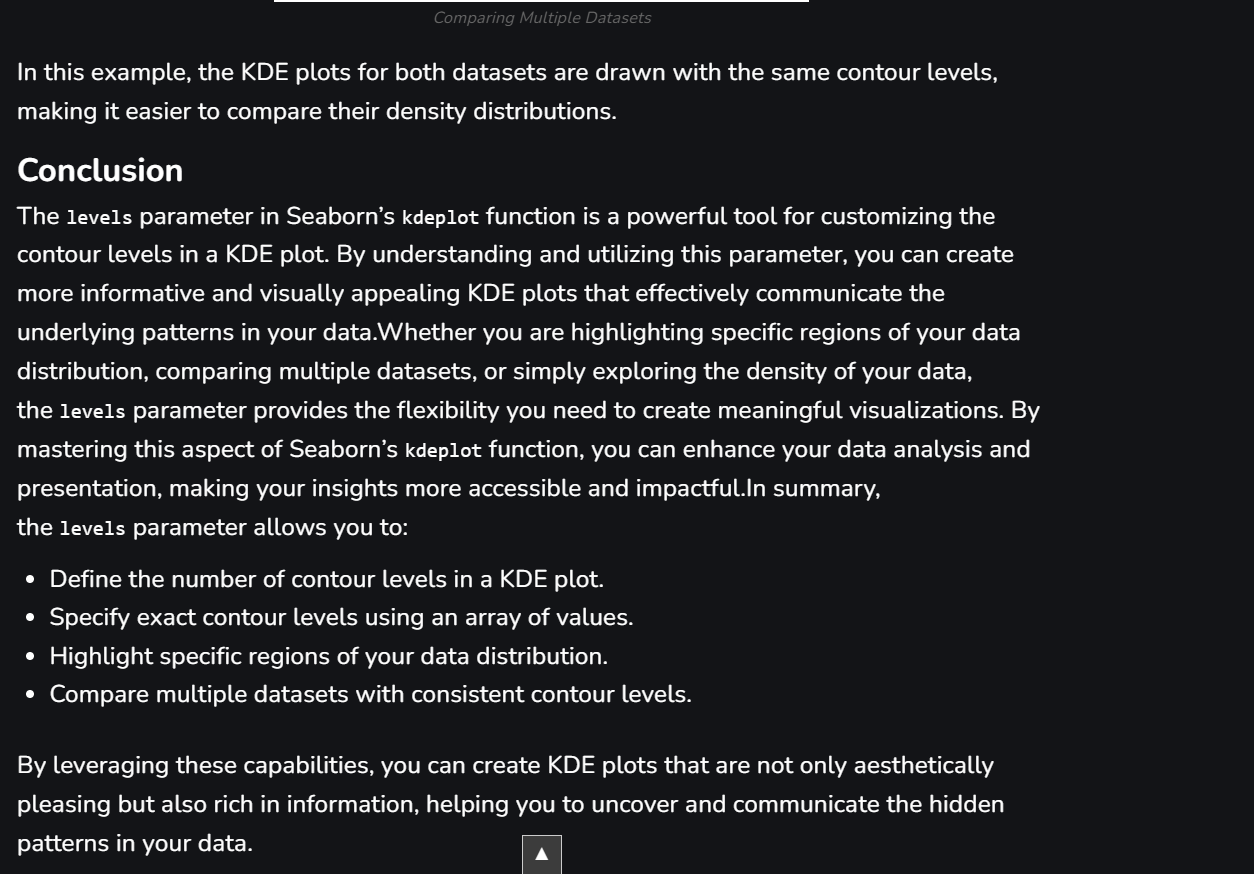 Comparing Multiple Datasets
In this example, the KDE plots for both datasets are drawn with the same contour levels,
making it easier to compare their density distributions.
Conclusion
The levels parameter in Seaborn’s kdeplot function is a powerful tool for customizing the
contour levels in a KDE plot. By understanding and utilizing this parameter, you can create
more informative and visually appealing KDE plots that effectively communicate the
underlying patterns in your data.Whether you are highlighting specific regions of your data
distribution, comparing multiple datasets, or simply exploring the density of your data,
the levels parameter provides the flexibility you need to create meaningful visualizations. By
mastering this aspect of Seaborn’s kdeplot function, you can enhance your data analysis and
presentation, making your insights more accessible and impactful.In summary,
the levels parameter allows you to:
• Define the number of contour levels in a KDE plot.
• Specify exact contour levels using an array of values.
• Highlight specific regions of your data distribution.
• Compare multiple datasets with consistent contour levels.
By leveraging these capabilities, you can create KDE plots that are not only aesthetically
pleasing but also rich in information, helping you to uncover and communicate the hidden
patterns in your data.